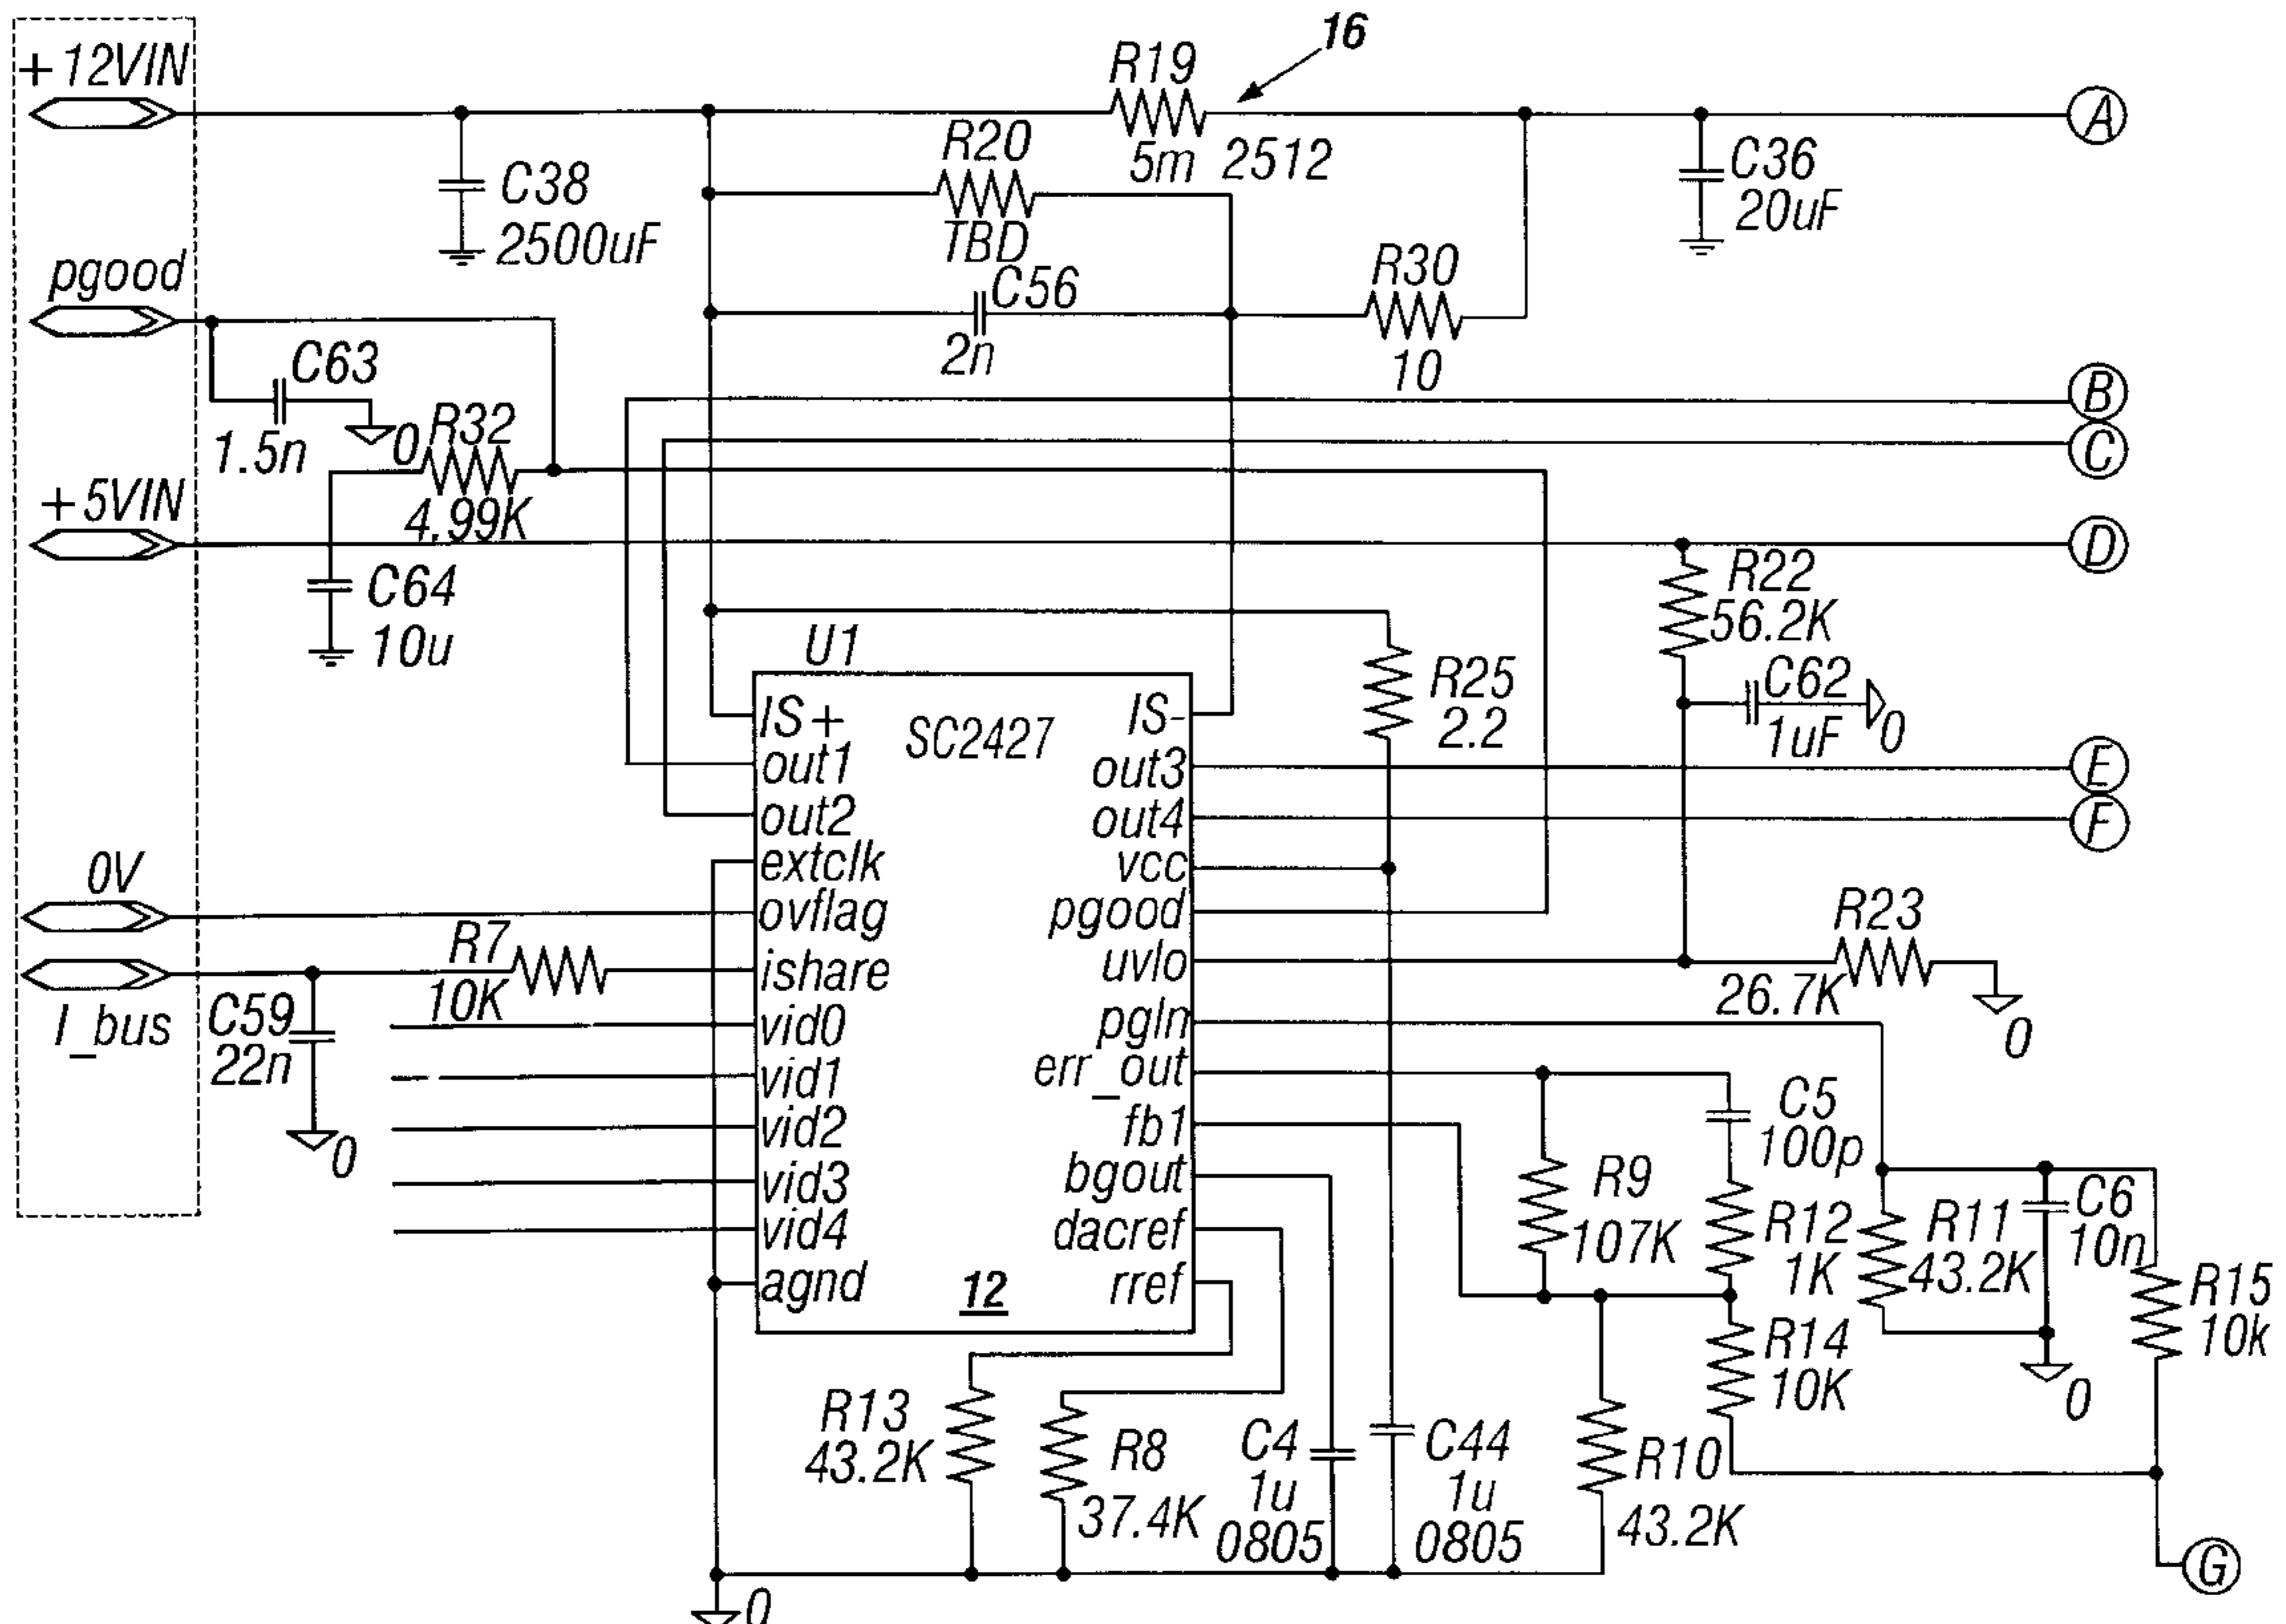 16
+12VIN
R19
5m 2512
A
R20
TBD
C38
2500uF
C36
20uF
pgood
C56
2n
R30
10
C63
1.5n
0
R32
4.99K
B
C
+5VIN
D
C64
10u
R22
56.2K
U1
SC2427
R25
2.2
C62
1uF
0
IS+
out1
out2
extclk
ovflag
ishare
vid0
vid1
vid2
vid3
vid4
agnd
IS-
out3
out4
vcc
pgood
uvlo
pgln
err_out
fb1
bgout
dacref
rref
12
E
F
0V
R7
10K
I_bus
C59
22n
0
R23
26.7K
0
C5
100p
R9
107K
R12
1K
R11
43.2K
C6
10n
R15
10k
0
R14
10K
R13
43.2K
R8
37.4K
C4
1u
0805
C44
1u
0805
R10
43.2K
G
0